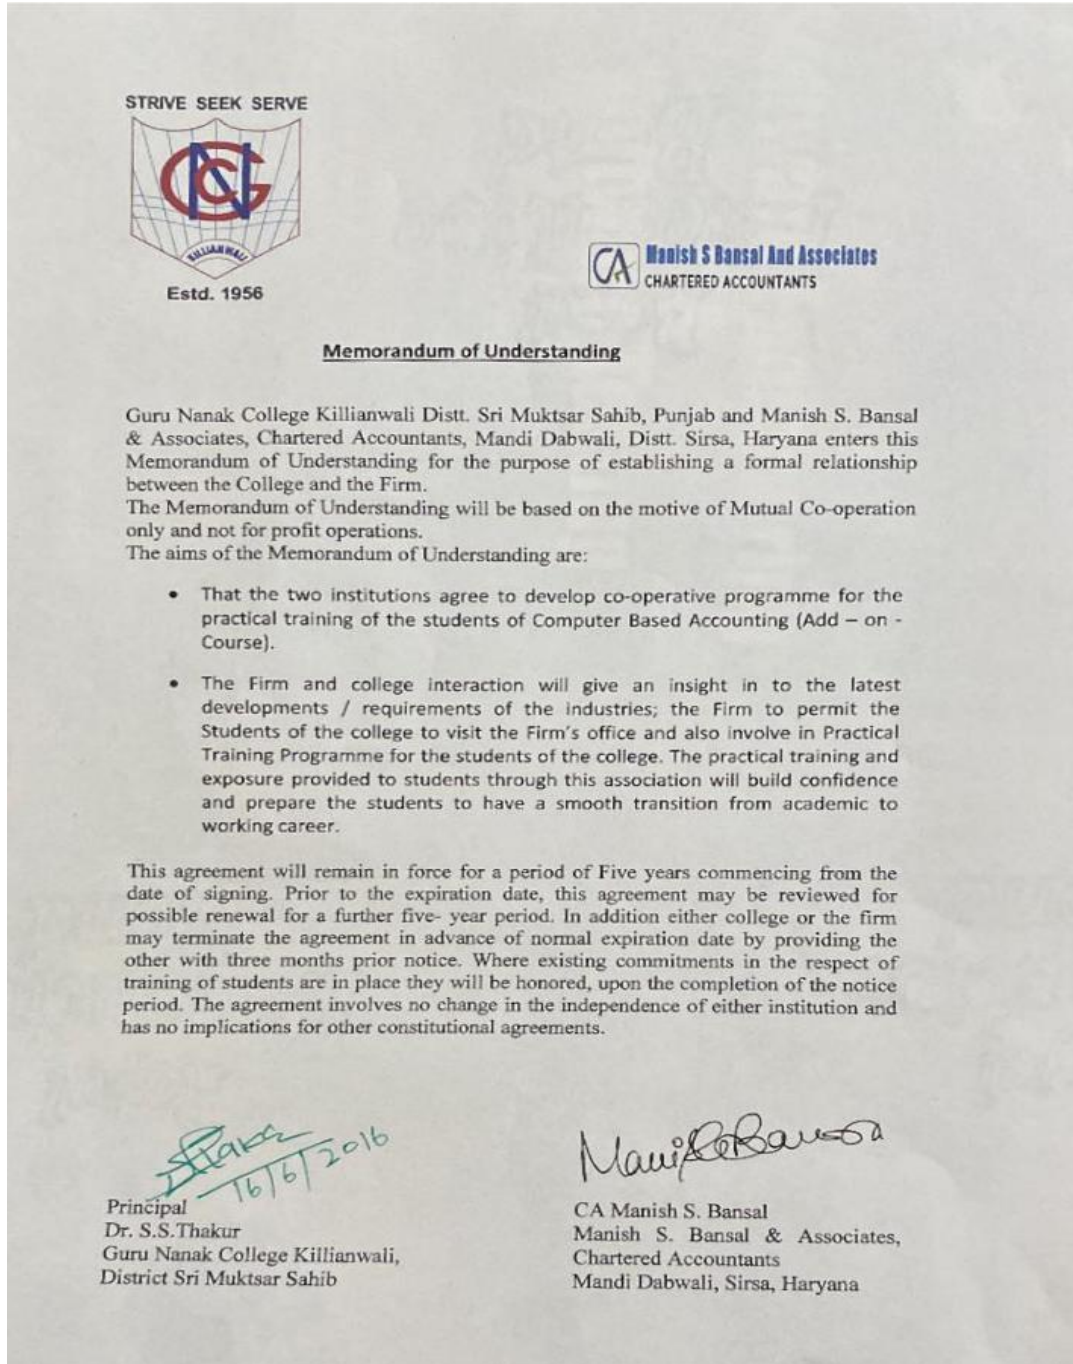 STRIVE SEEK SERVE
GNC
KILLIANWALI
Estd. 1956
CA Manish S Bansal And Associates
CHARTERED ACCOUNTANTS
Memorandum of Understanding
Guru Nanak College Killianwali Distt. Sri Muktsar Sahib, Punjab and Manish S. Bansal
& Associates, Chartered Accountants, Mandi Dabwali, Distt. Sirsa, Haryana enters this
Memorandum of Understanding for the purpose of establishing a formal relationship
between the College and the Firm.
The Memorandum of Understanding will be based on the motive of Mutual Co-operation
only and not for profit operations.
The aims of the Memorandum of Understanding are:
• That the two institutions agree to develop co-operative programme for the
practical training of the students of Computer Based Accounting (Add – on -
Course).
• The Firm and college interaction will give an insight in to the latest
developments / requirements of the industries; the Firm to permit the
Students of the college to visit the Firm's office and also involve in Practical
Training Programme for the students of the college. The practical training and
exposure provided to students through this association will build confidence
and prepare the students to have a smooth transition from academic to
working career.
This agreement will remain in force for a period of Five years commencing from the
date of signing. Prior to the expiration date, this agreement may be reviewed for
possible renewal for a further five- year period. In addition either college or the firm
may terminate the agreement in advance of normal expiration date by providing the
other with three months prior notice. Where existing commitments in the respect of
training of students are in place they will be honored, upon the completion of the notice
period. The agreement involves no change in the independence of either institution and
has no implications for other constitutional agreements.
16/6/2016
Principal
Dr. S.S.Thakur
Guru Nanak College Killianwali,
District Sri Muktsar Sahib
CA Manish S. Bansal
Manish S. Bansal & Associates,
Chartered Accountants
Mandi Dabwali, Sirsa, Haryana